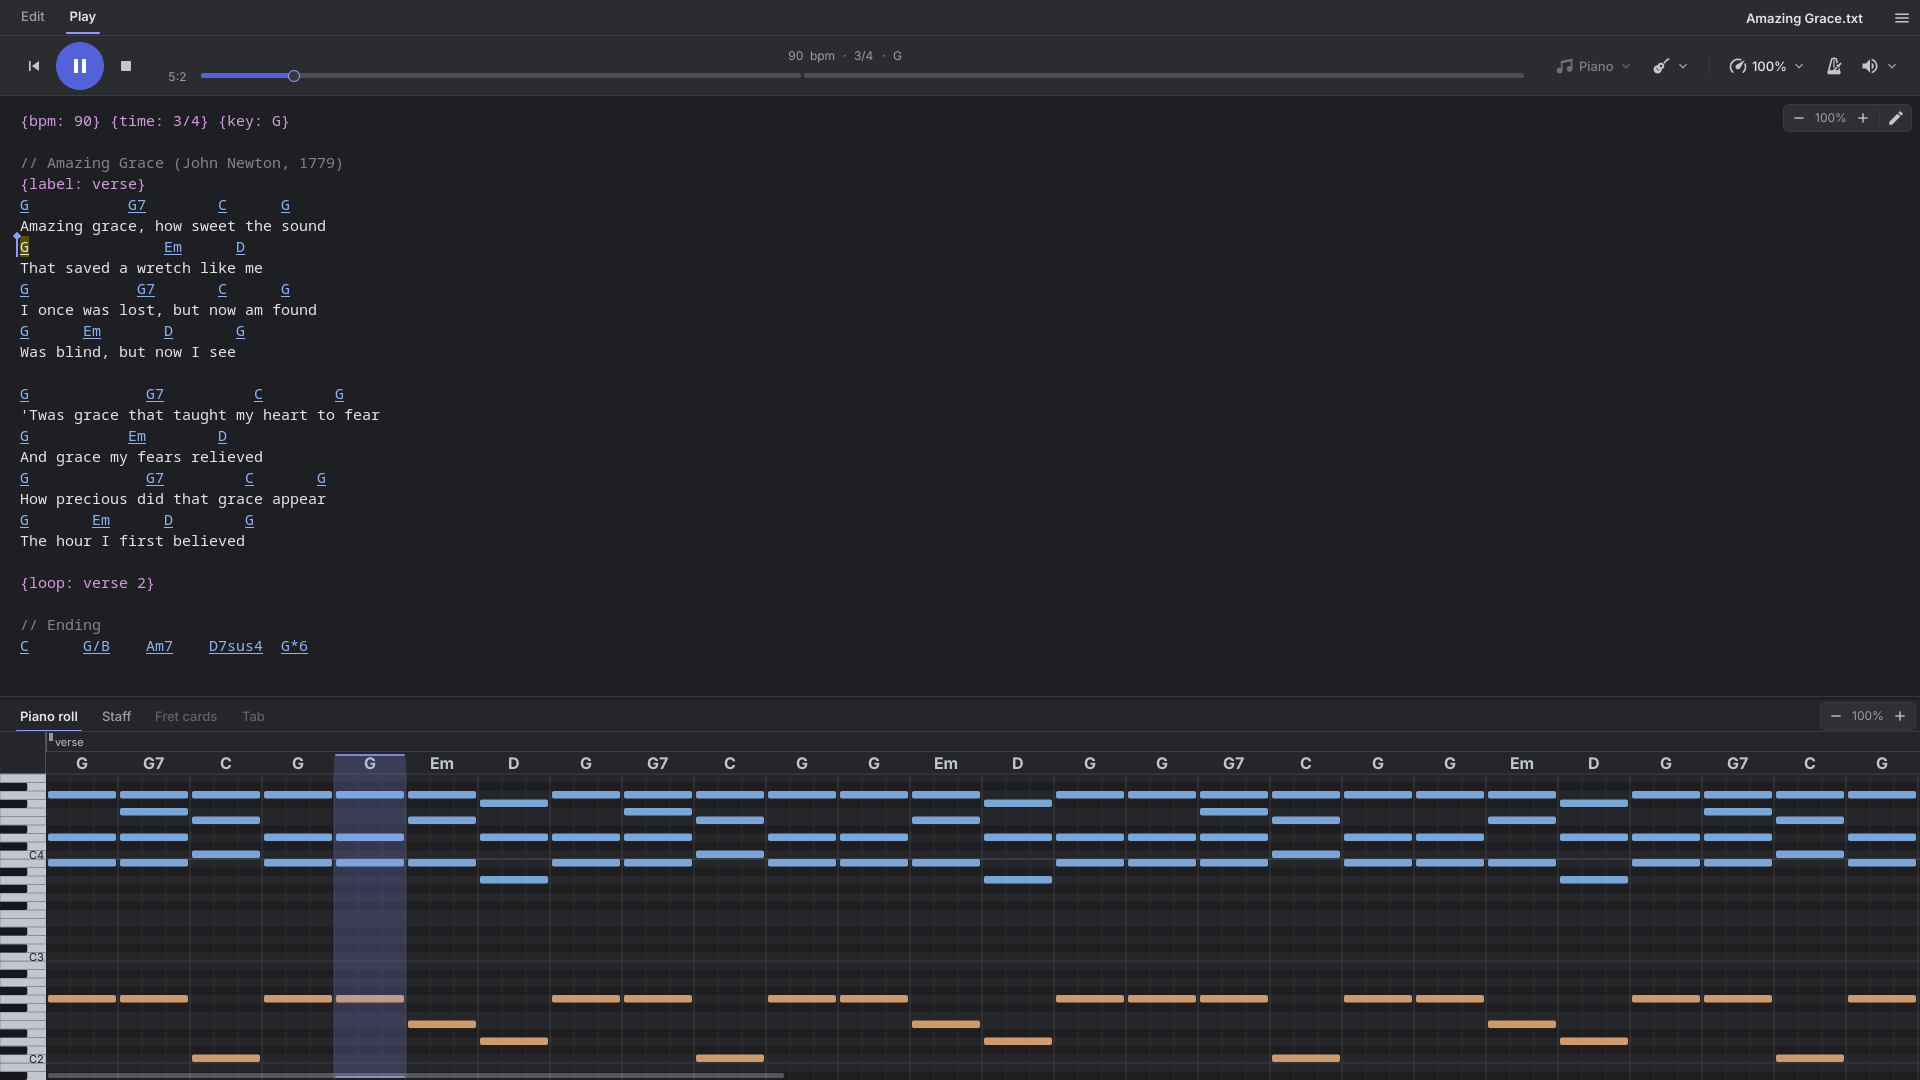 Edit Play Amazing Grace.txt
90 bpm · 3/4 · G
5:2 Piano 100%
{bpm: 90} {time: 3/4} {key: G}
100%
// Amazing Grace (John Newton, 1779)
{label: verse}
G G7 C G
Amazing grace, how sweet the sound
G Em D
That saved a wretch like me
G G7 C G
I once was lost, but now am found
G Em D G
Was blind, but now I see
G G7 C G
'Twas grace that taught my heart to fear
G Em D
And grace my fears relieved
G G7 C G
How precious did that grace appear
G Em D G
The hour I first believed
{loop: verse 2}
// Ending
C G/B Am7 D7sus4 G*6
Piano roll Staff Fret cards Tab 100%
verse
G G7 C G G Em D G G7 C G G Em D G G G7 C G G Em D G G7 C G
C4
C3
C2